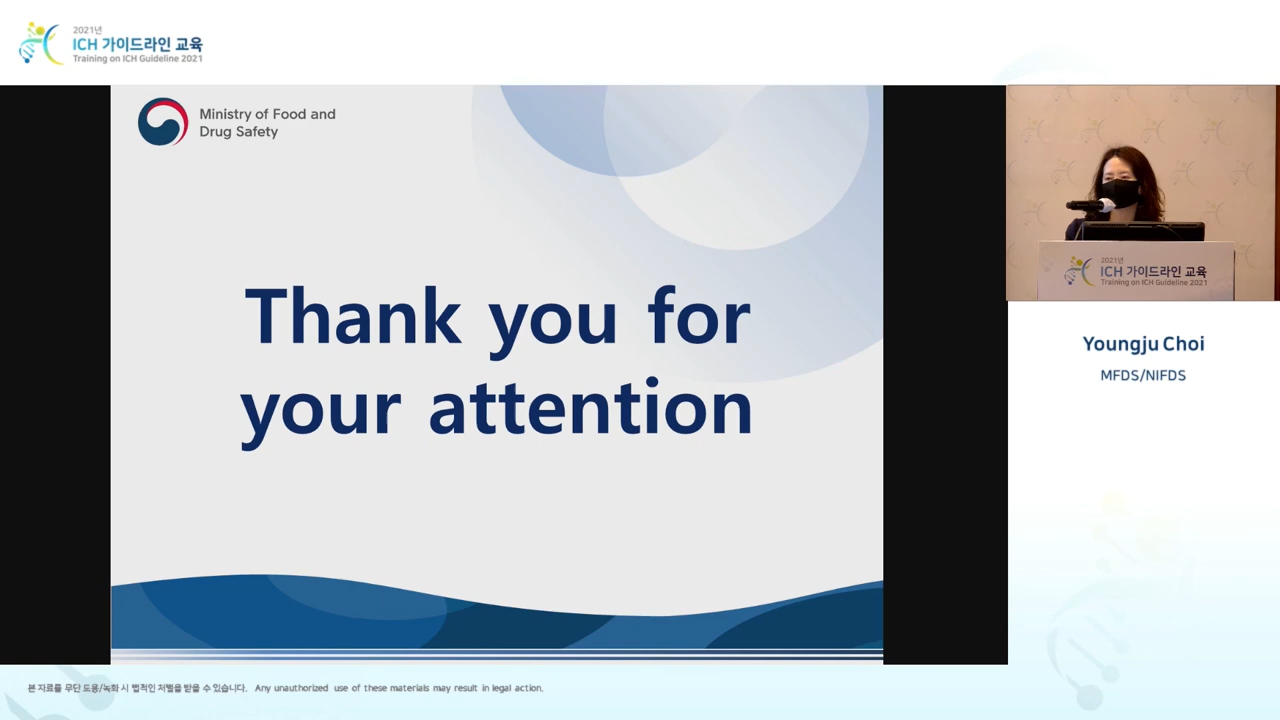 2021년
ICH 가이드라인 교육
Training on ICH Guideline 2021
Ministry of Food and
Drug Safety
Thank you for
your attention
2021년
ICH 가이드라인 교육
Training on ICH Guideline 2021
Youngju Choi
MFDS/NIFDS
본 자료를 무단 도용/녹화 시 법적인 처벌을 받을 수 있습니다. Any unauthorized use of these materials may result in legal action.